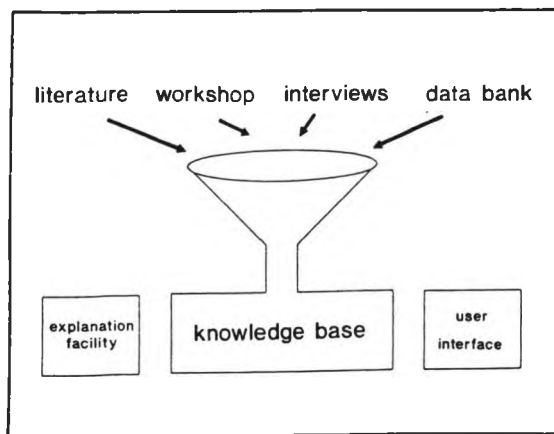 literature workshop interviews data bank
explanation
facility
knowledge base
user
interface